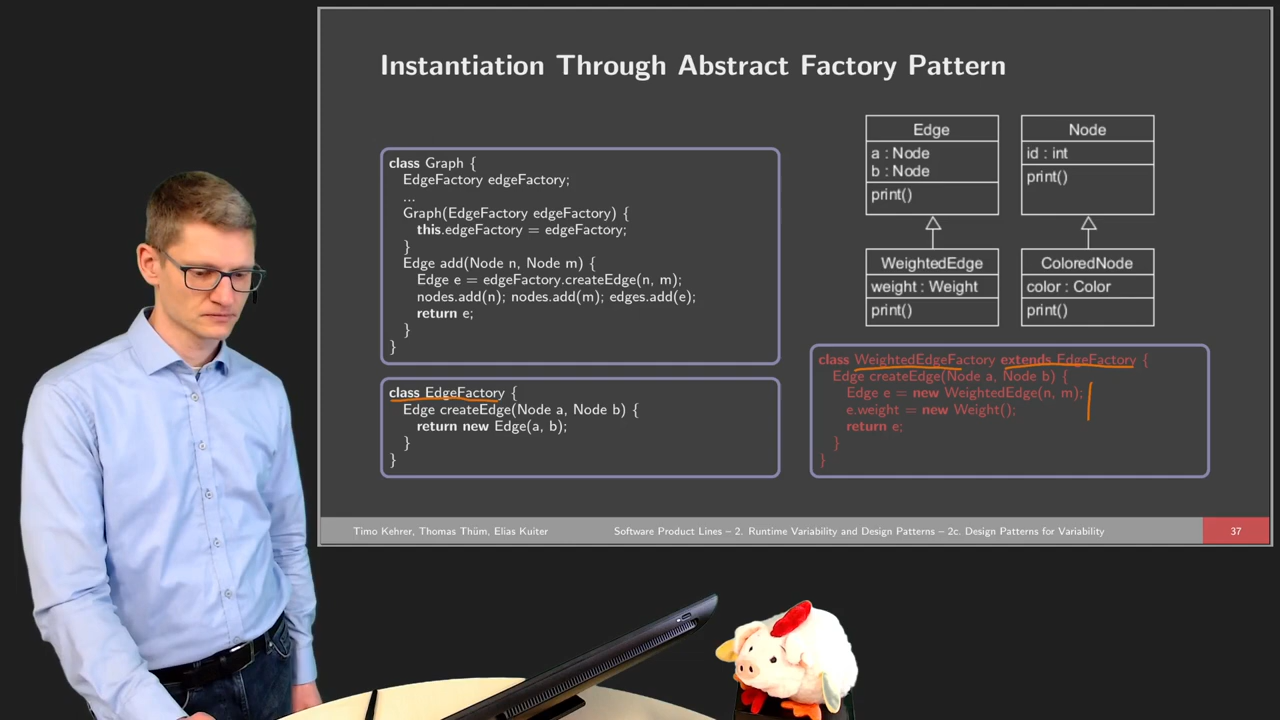 Instantiation Through Abstract Factory Pattern
class Graph {
EdgeFactory edgeFactory;
...
Graph(EdgeFactory edgeFactory) {
this.edgeFactory = edgeFactory;
}
Edge add(Node n, Node m) {
Edge e = edgeFactory.createEdge(n, m);
nodes.add(n); nodes.add(m); edges.add(e);
return e;
}
}
class EdgeFactory {
Edge createEdge(Node a, Node b) {
return new Edge(a, b);
}
}
Edge
a : Node
b : Node
print()
Node
id : int
print()
WeightedEdge
weight : Weight
print()
ColoredNode
color : Color
print()
class WeightedEdgeFactory extends EdgeFactory {
Edge createEdge(Node a, Node b) {
Edge e = new WeightedEdge(n, m);
e.weight = new Weight();
return e;
}
}
Timo Kehrer, Thomas Thüm, Elias Kuiter
Software Product Lines – 2. Runtime Variability and Design Patterns – 2c. Design Patterns for Variability
37